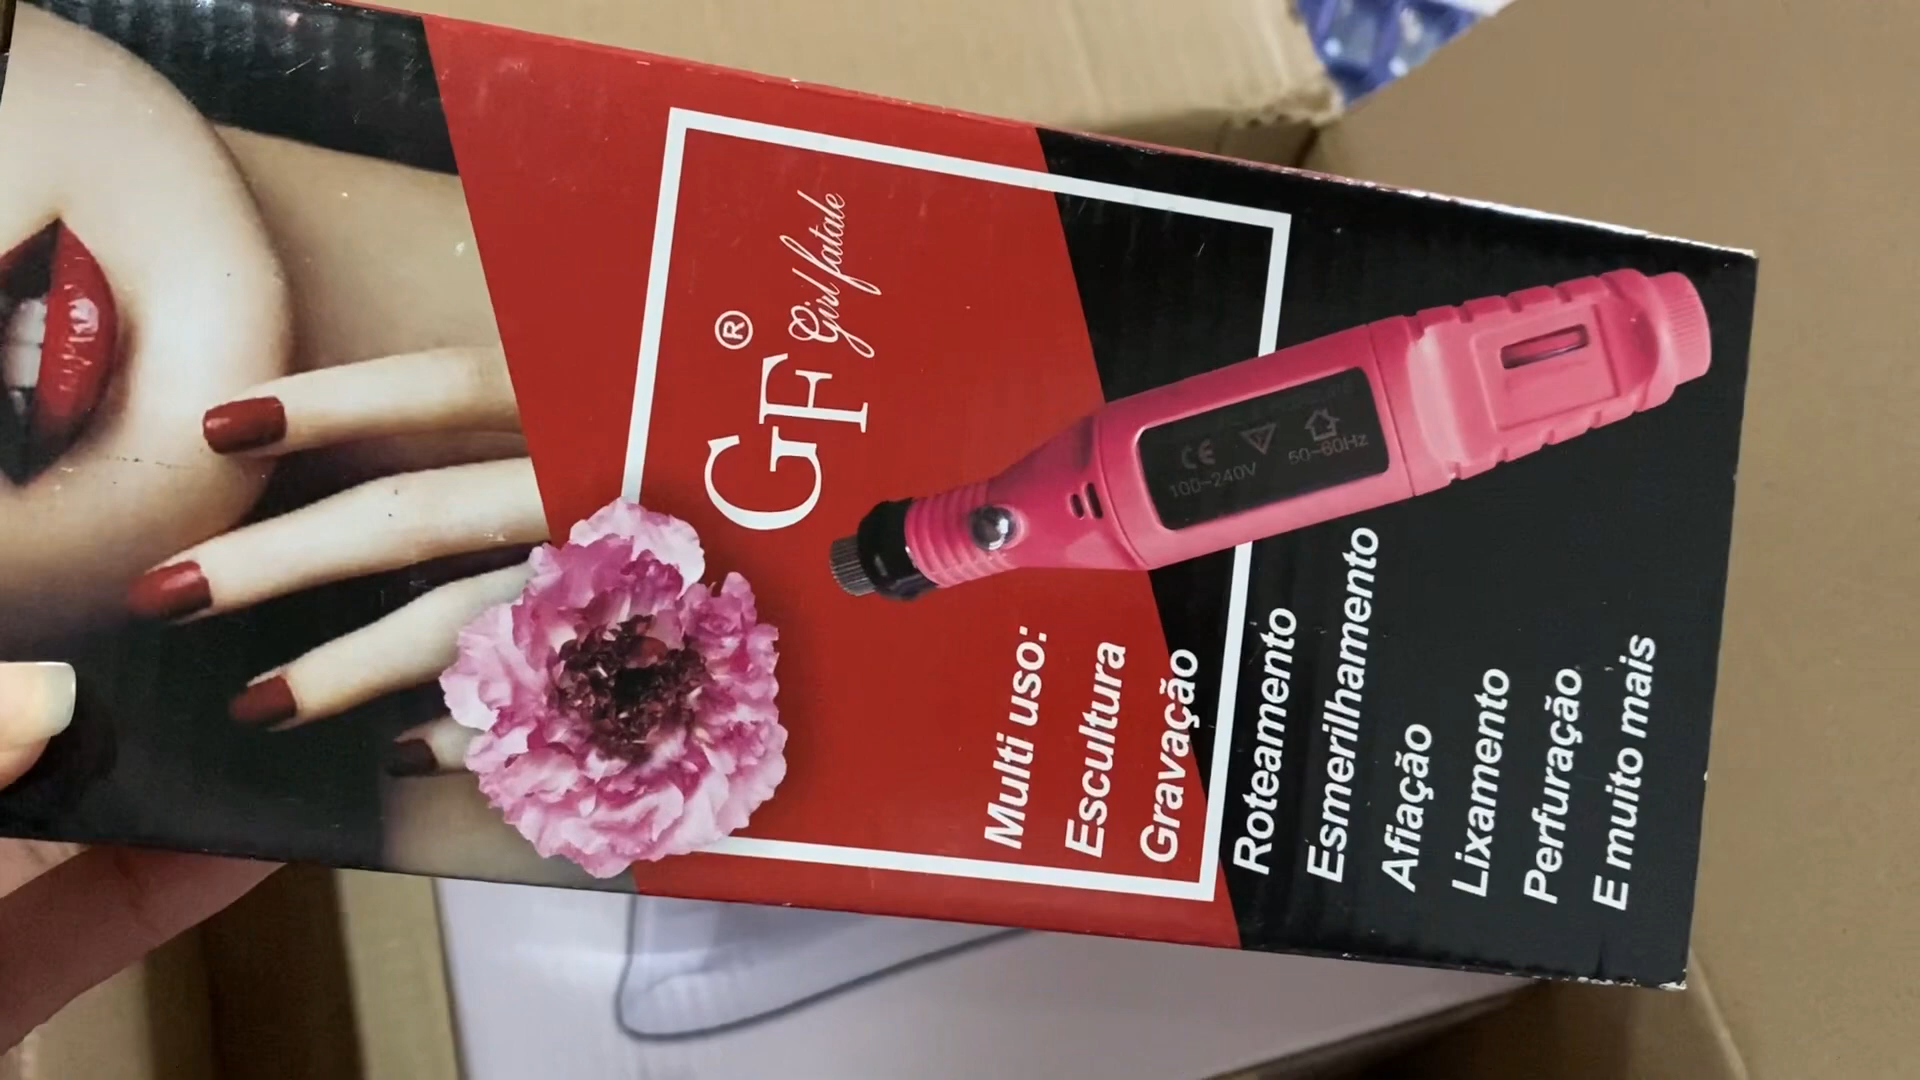 GF®
Girl fatale
CE
100-240V
50-60Hz
Multi uso:
Escultura
Gravação
Roteamento
Esmerilhamento
Afiação
Lixamento
Perfuração
E muito mais